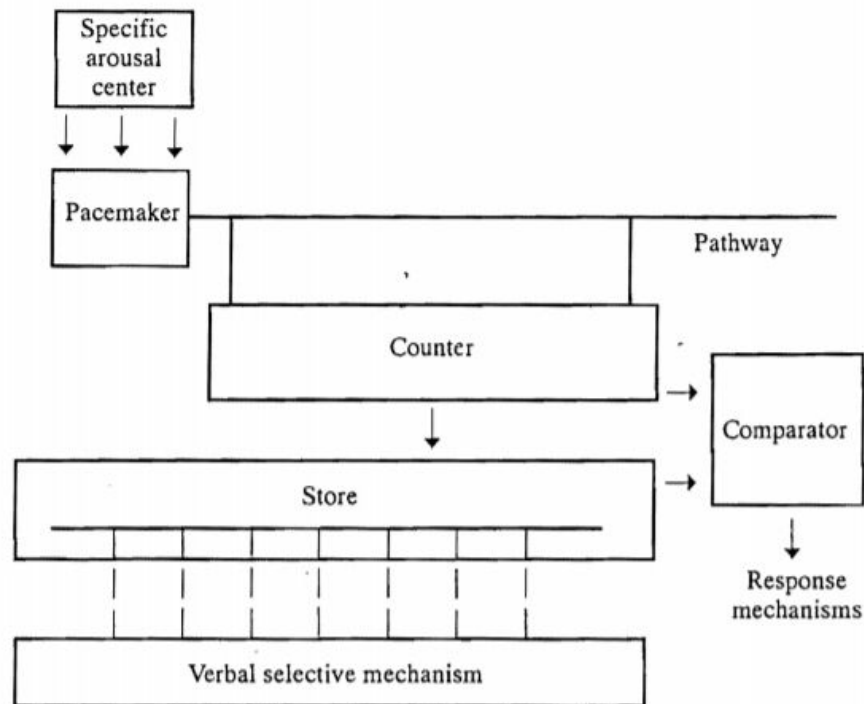 Specific
arousal
center
Pacemaker
Pathway
Counter
Comparator
Store
Response
mechanisms
Verbal selective mechanism